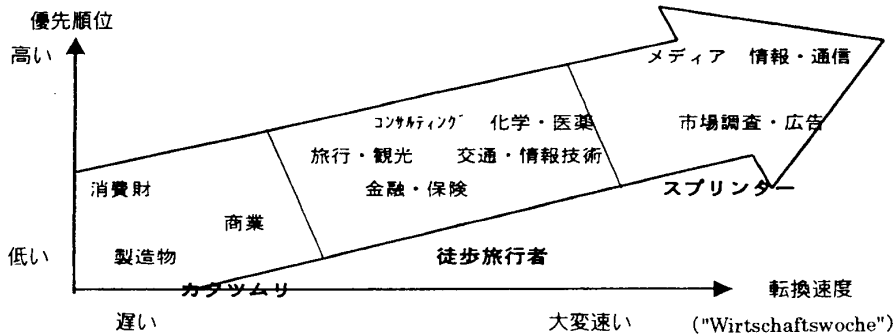 優先順位
高い
メディア 情報・通信
コンサルティング 化学・医薬 市場調査・広告
旅行・観光 交通・情報技術
消費財 金融・保険 スプリンター
商業
低い 製造物 徒歩旅行者
カタツムリ 転換速度
遅い 大変速い ("Wirtschaftswoche")